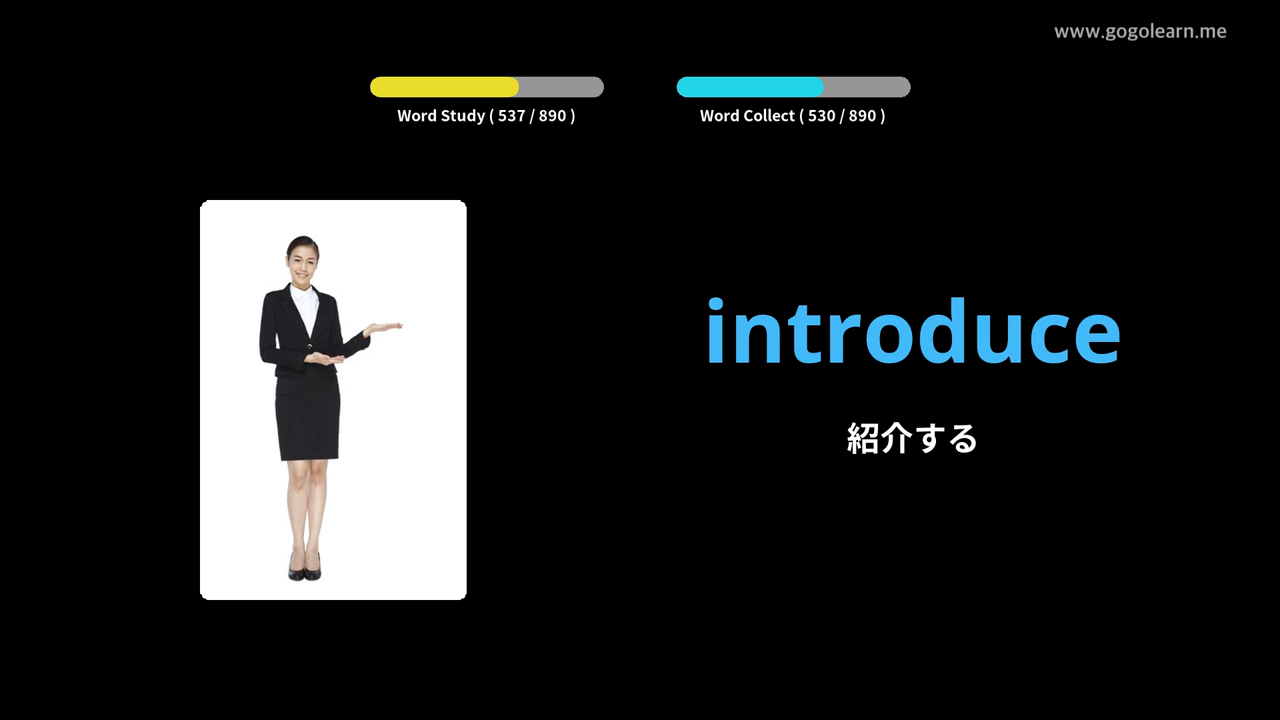 www.gogolearn.me
Word Study ( 537 / 890 )
Word Collect ( 530 / 890 )
introduce
紹介する